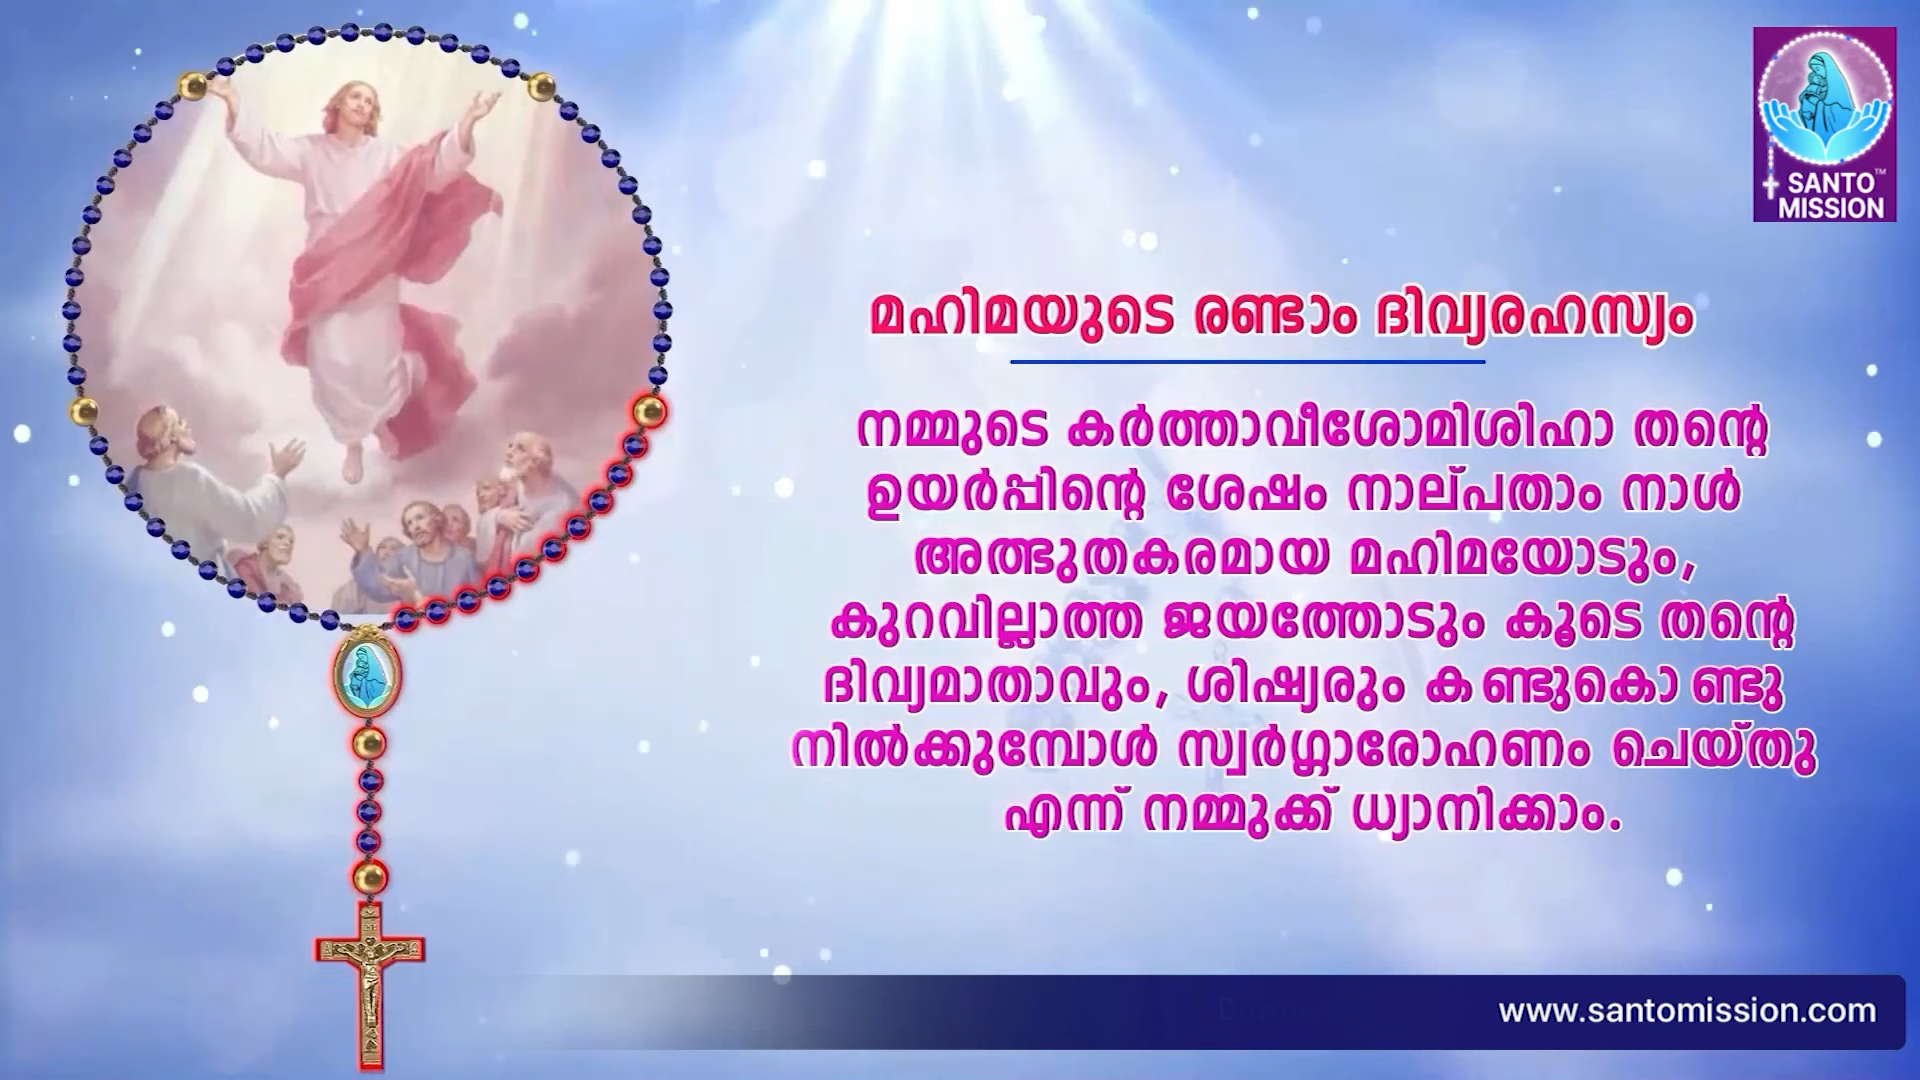 SANTO™
MISSION
മഹിമയുടെ രണ്ടാം ദിവ്യരഹസ്യം
നമ്മുടെ കർത്താവീശോമിശിഹാ തന്റെ
ഉയർപ്പിന്റെ ശേഷം നാല്പതാം നാൾ
അത്ഭുതകരമായ മഹിമയോടും,
കുറവില്ലാത്ത ജയത്തോടും കൂടെ തന്റെ
ദിവ്യമാതാവും, ശിഷ്യരും കണ്ടുകൊണ്ടു
നിൽക്കുമ്പോൾ സ്വർഗ്ഗാരോഹണം ചെയ്തു
എന്ന് നമ്മുക്ക് ധ്യാനിക്കാം.
www.santomission.com